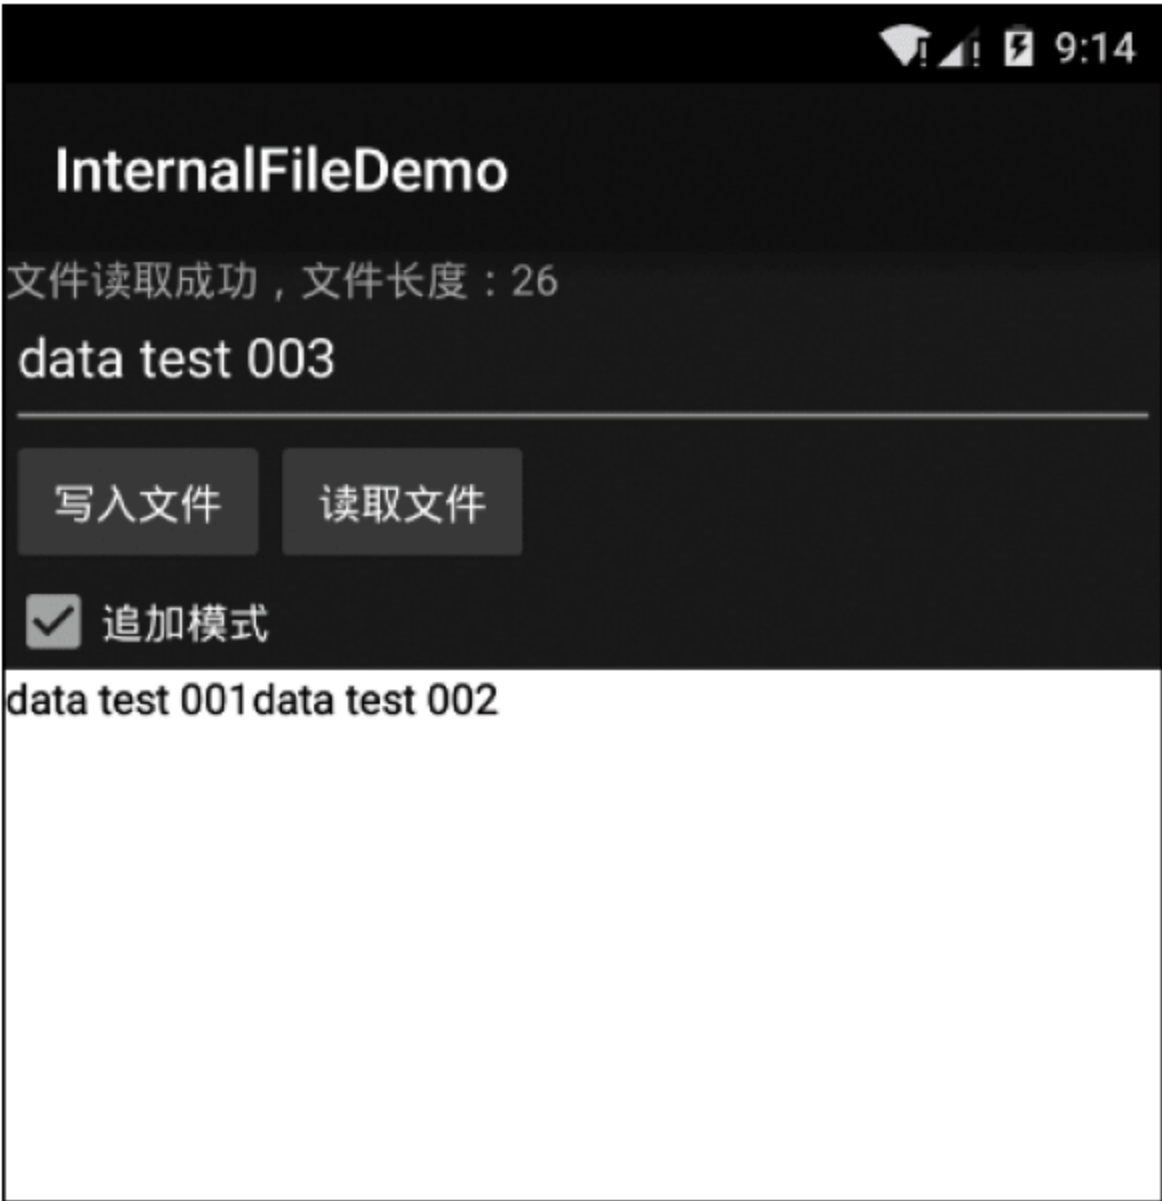 9:14
InternalFileDemo
文件读取成功，文件长度：26
data test 003
写入文件 读取文件
追加模式
data test 001data test 002